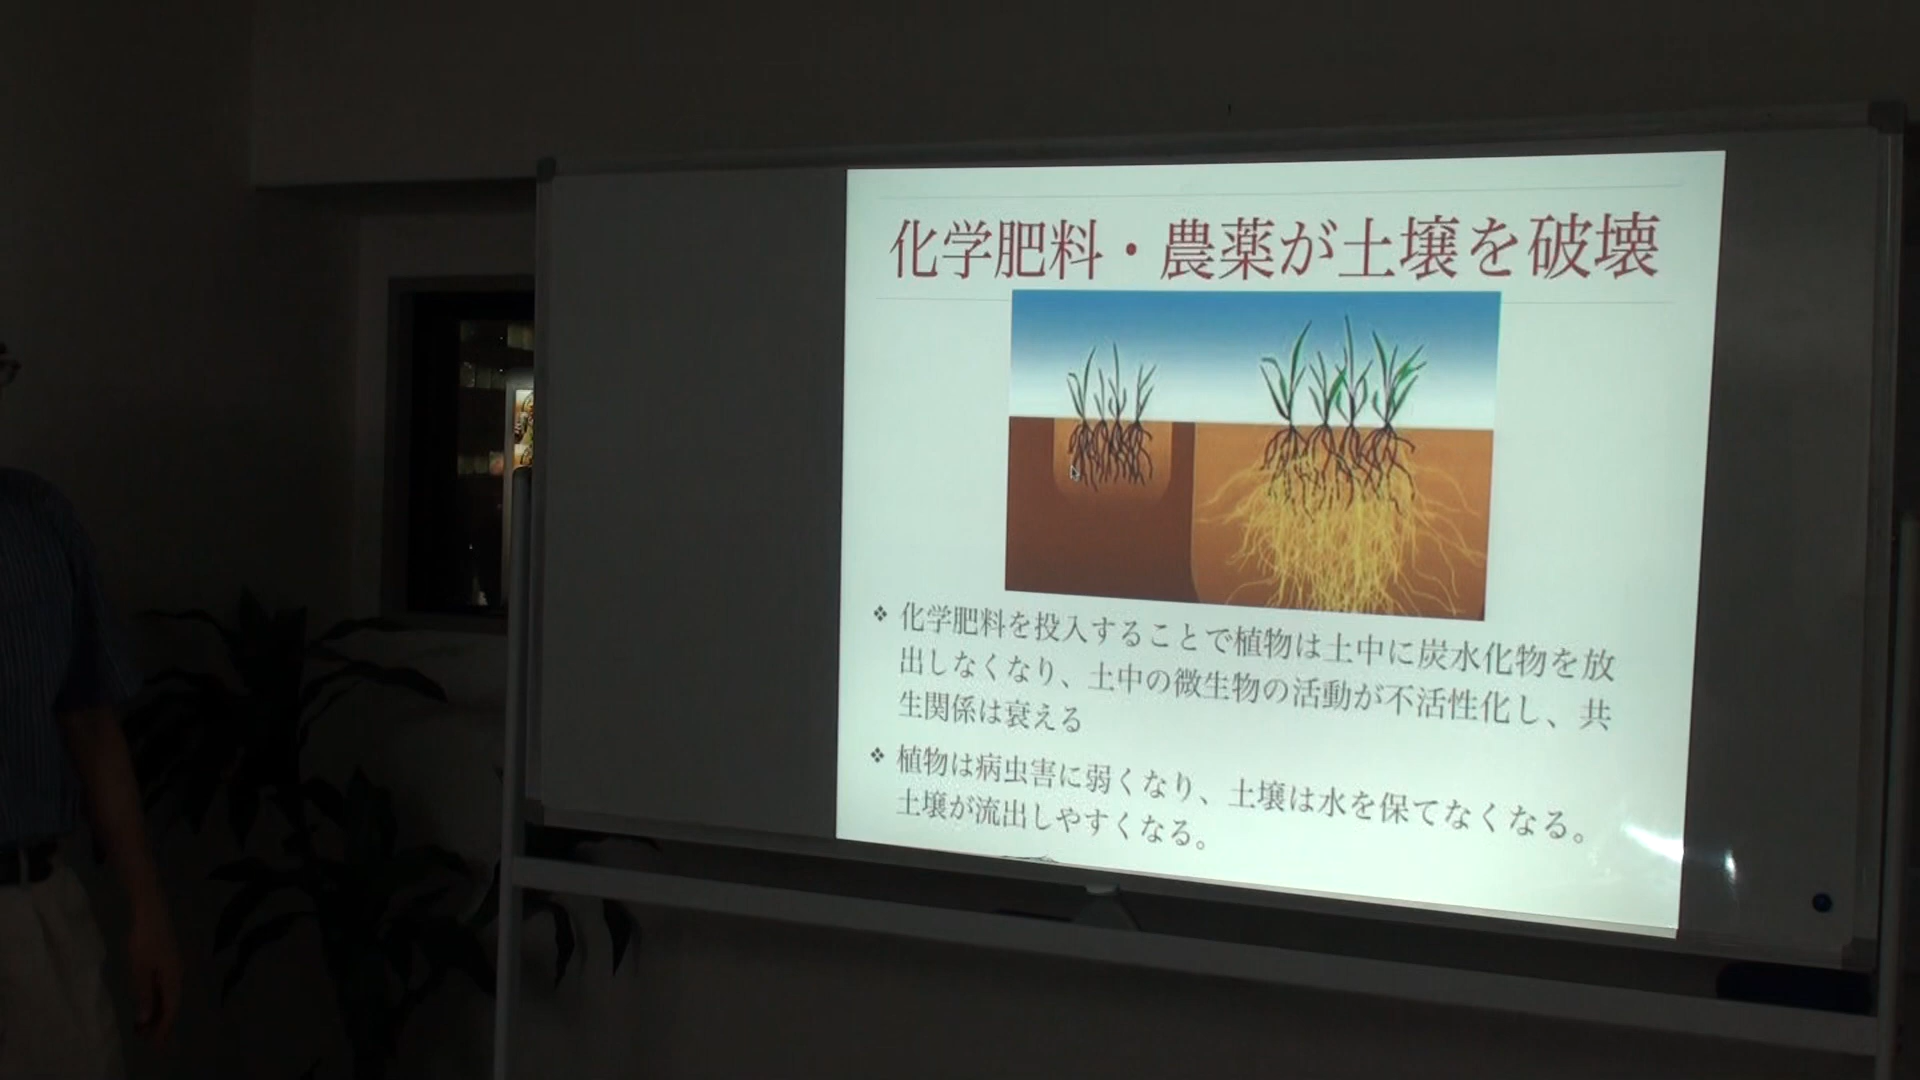 化学肥料・農薬が土壌を破壊
❖ 化学肥料を投入することで植物は土中に炭水化物を放
出しなくなり、土中の微生物の活動が不活性化し、共
生関係は衰える
❖ 植物は病虫害に弱くなり、土壌は水を保てなくなる。
土壌が流出しやすくなる。